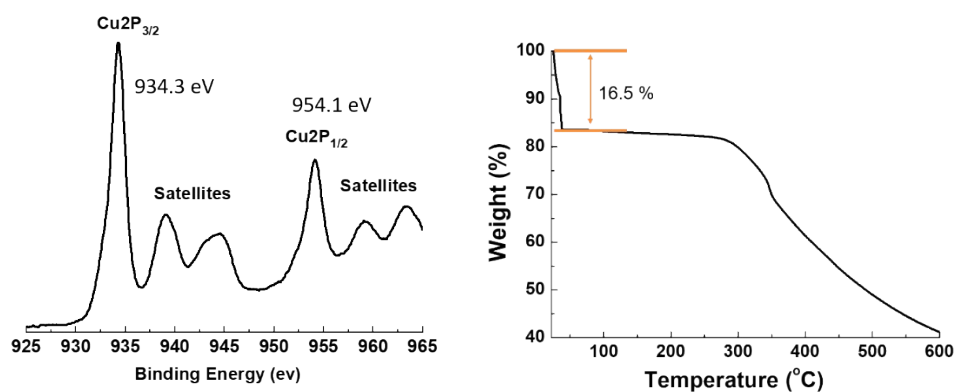 Cu2P3/2
934.3 eV
954.1 eV
Cu2P1/2
Satellites
Satellites
925 930 935 940 945 950 955 960 965
Binding Energy (ev)
100
90
80
70
60
50
40
16.5 %
Weight (%)
100 200 300 400 500 600
Temperature (°C)